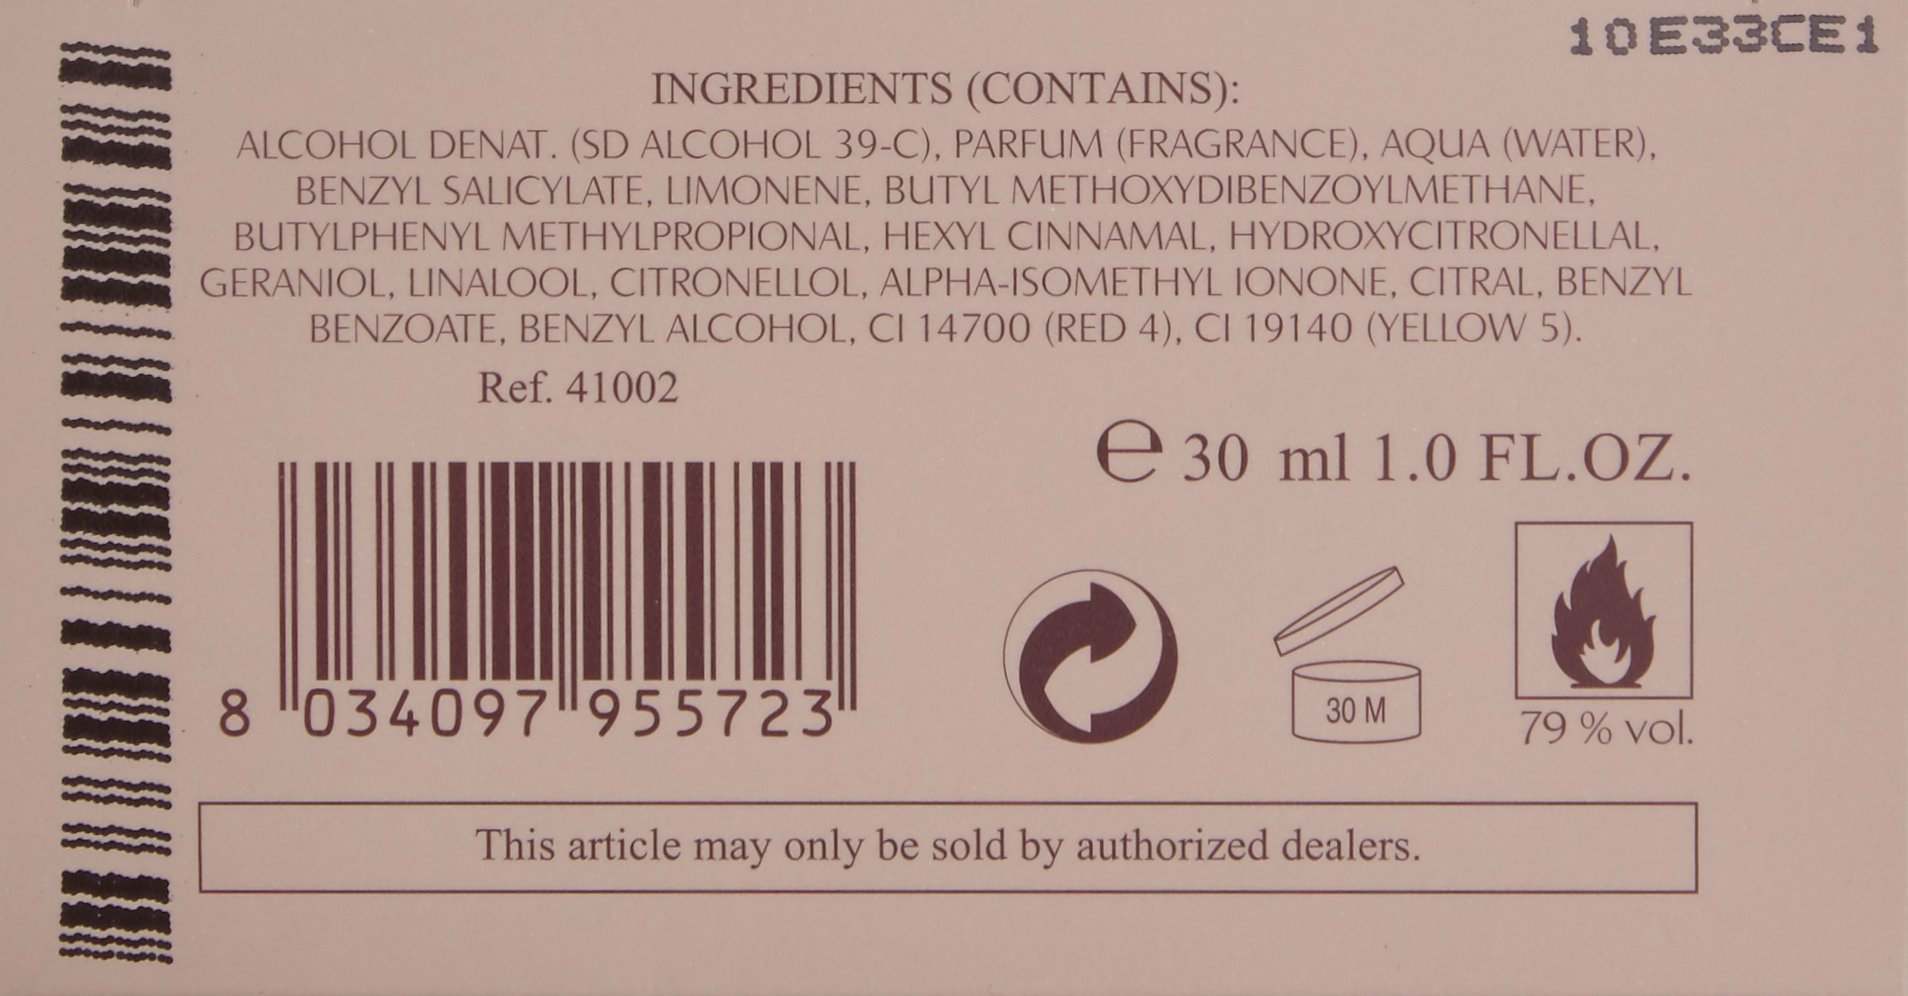 10E33CE1
INGREDIENTS (CONTAINS):
ALCOHOL DENAT. (SD ALCOHOL 39-C), PARFUM (FRAGRANCE), AQUA (WATER),
BENZYL SALICYLATE, LIMONENE, BUTYL METHOXYDIBENZOYLMETHANE,
BUTYLPHENYL METHYLPROPIONAL, HEXYL CINNAMAL, HYDROXYCITRONELLAL,
GERANIOL, LINALOOL, CITRONELLOL, ALPHA-ISOMETHYL IONONE, CITRAL, BENZYL
BENZOATE, BENZYL ALCOHOL, CI 14700 (RED 4), CI 19140 (YELLOW 5).
Ref. 41002
℮ 30 ml 1.0 FL.OZ.
30 M
79 % vol.
8 034097 955723
This article may only be sold by authorized dealers.